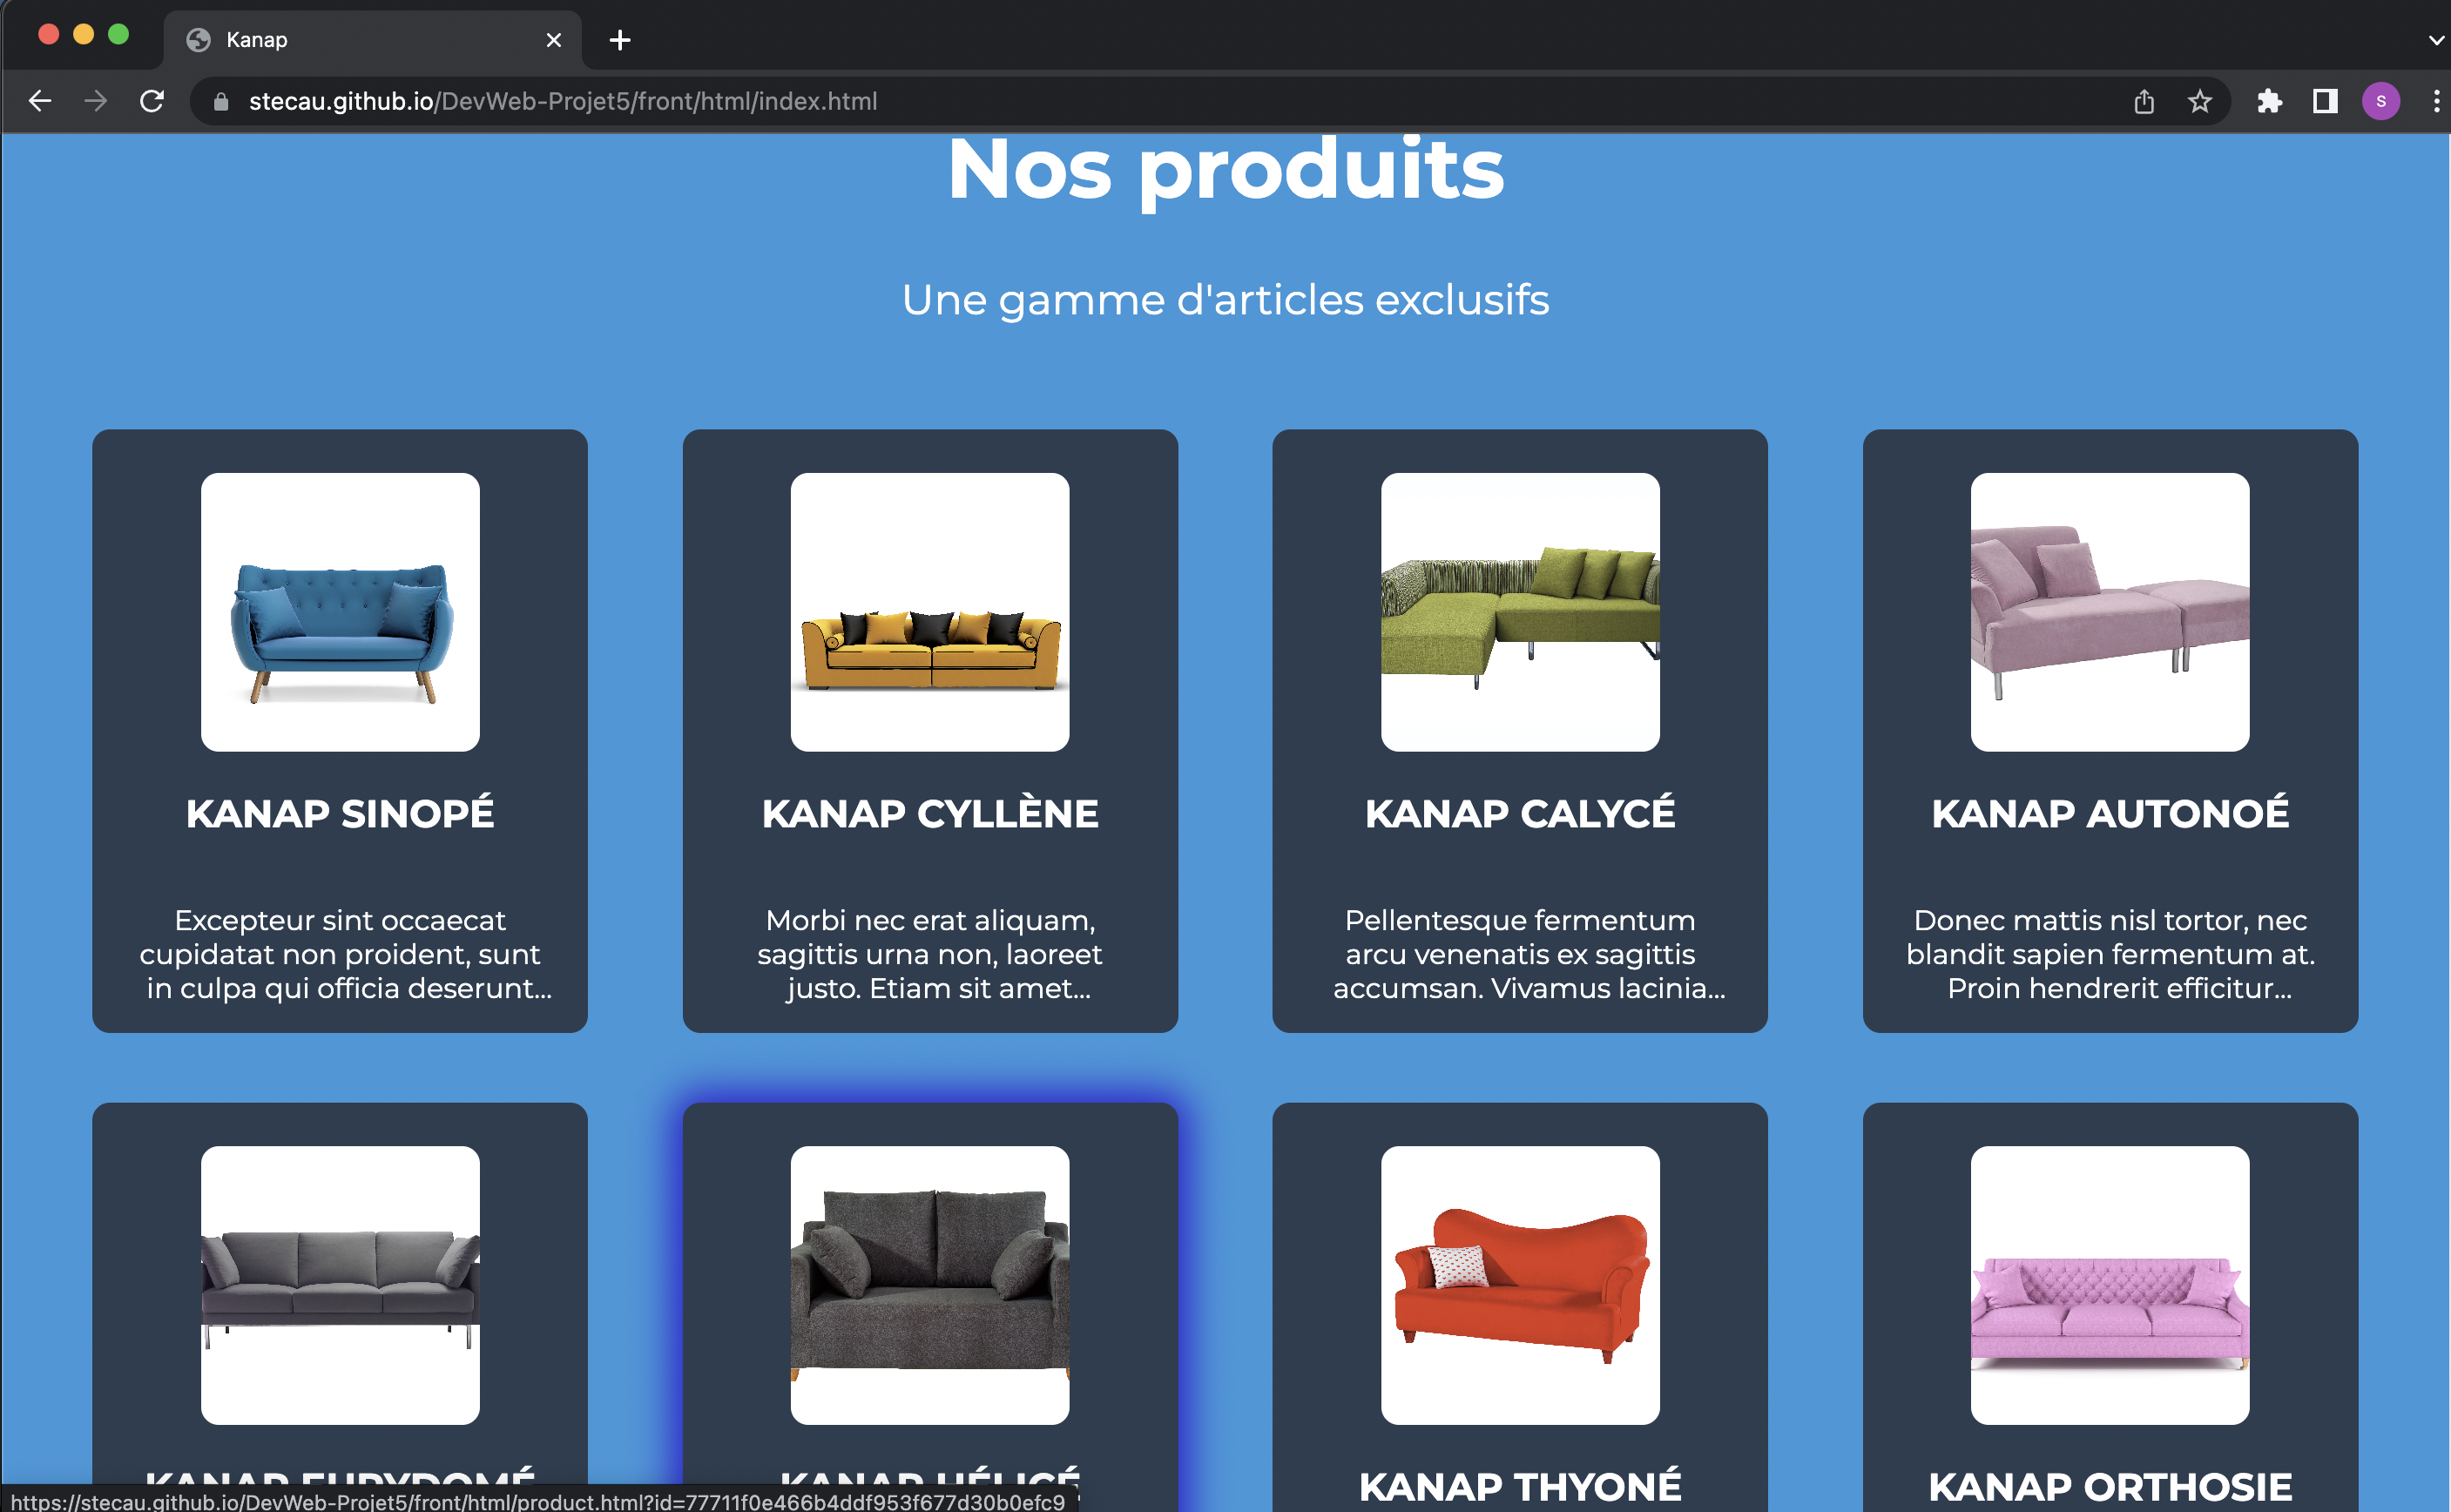 Kanap
stecau.github.io/DevWeb-Projet5/front/html/index.html
S
Nos produits
Une gamme d'articles exclusifs
KANAP SINOPÉ
Excepteur sint occaecat
cupidatat non proident, sunt
in culpa qui officia deserunt...
KANAP CYLLÈNE
Morbi nec erat aliquam,
sagittis urna non, laoreet
justo. Etiam sit amet...
KANAP CALYCÉ
Pellentesque fermentum
arcu venenatis ex sagittis
accumsan. Vivamus lacinia...
KANAP AUTONOÉ
Donec mattis nisl tortor, nec
blandit sapien fermentum at.
Proin hendrerit efficitur...
KANAP EURYDOMÉ
KANAP HÉLICÉ
KANAP THYONÉ
KANAP ORTHOSIE
https://stecau.github.io/DevWeb-Projet5/front/html/product.html?id=77711f0e466b4ddf953f677d30b0efc9